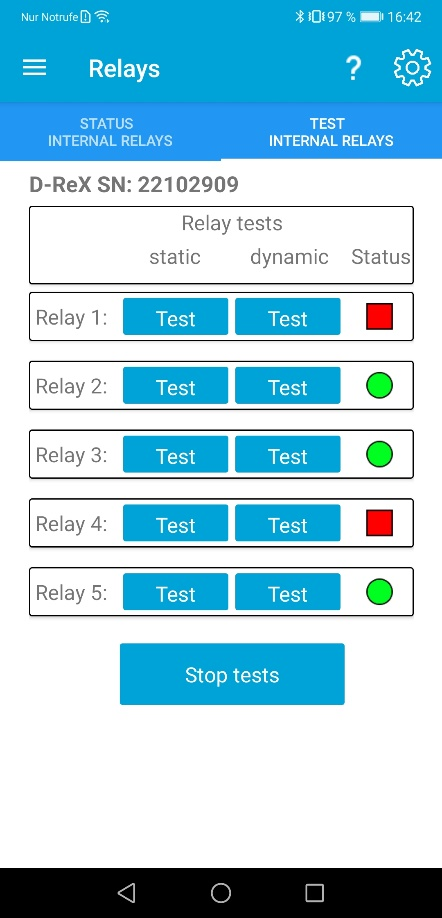 Nur Notrufe 97 % 16:42
Relays ?
STATUS
INTERNAL RELAYS
TEST
INTERNAL RELAYS
D-ReX SN: 22102909
Relay tests
static dynamic Status
Relay 1: Test Test
Relay 2: Test Test
Relay 3: Test Test
Relay 4: Test Test
Relay 5: Test Test
Stop tests